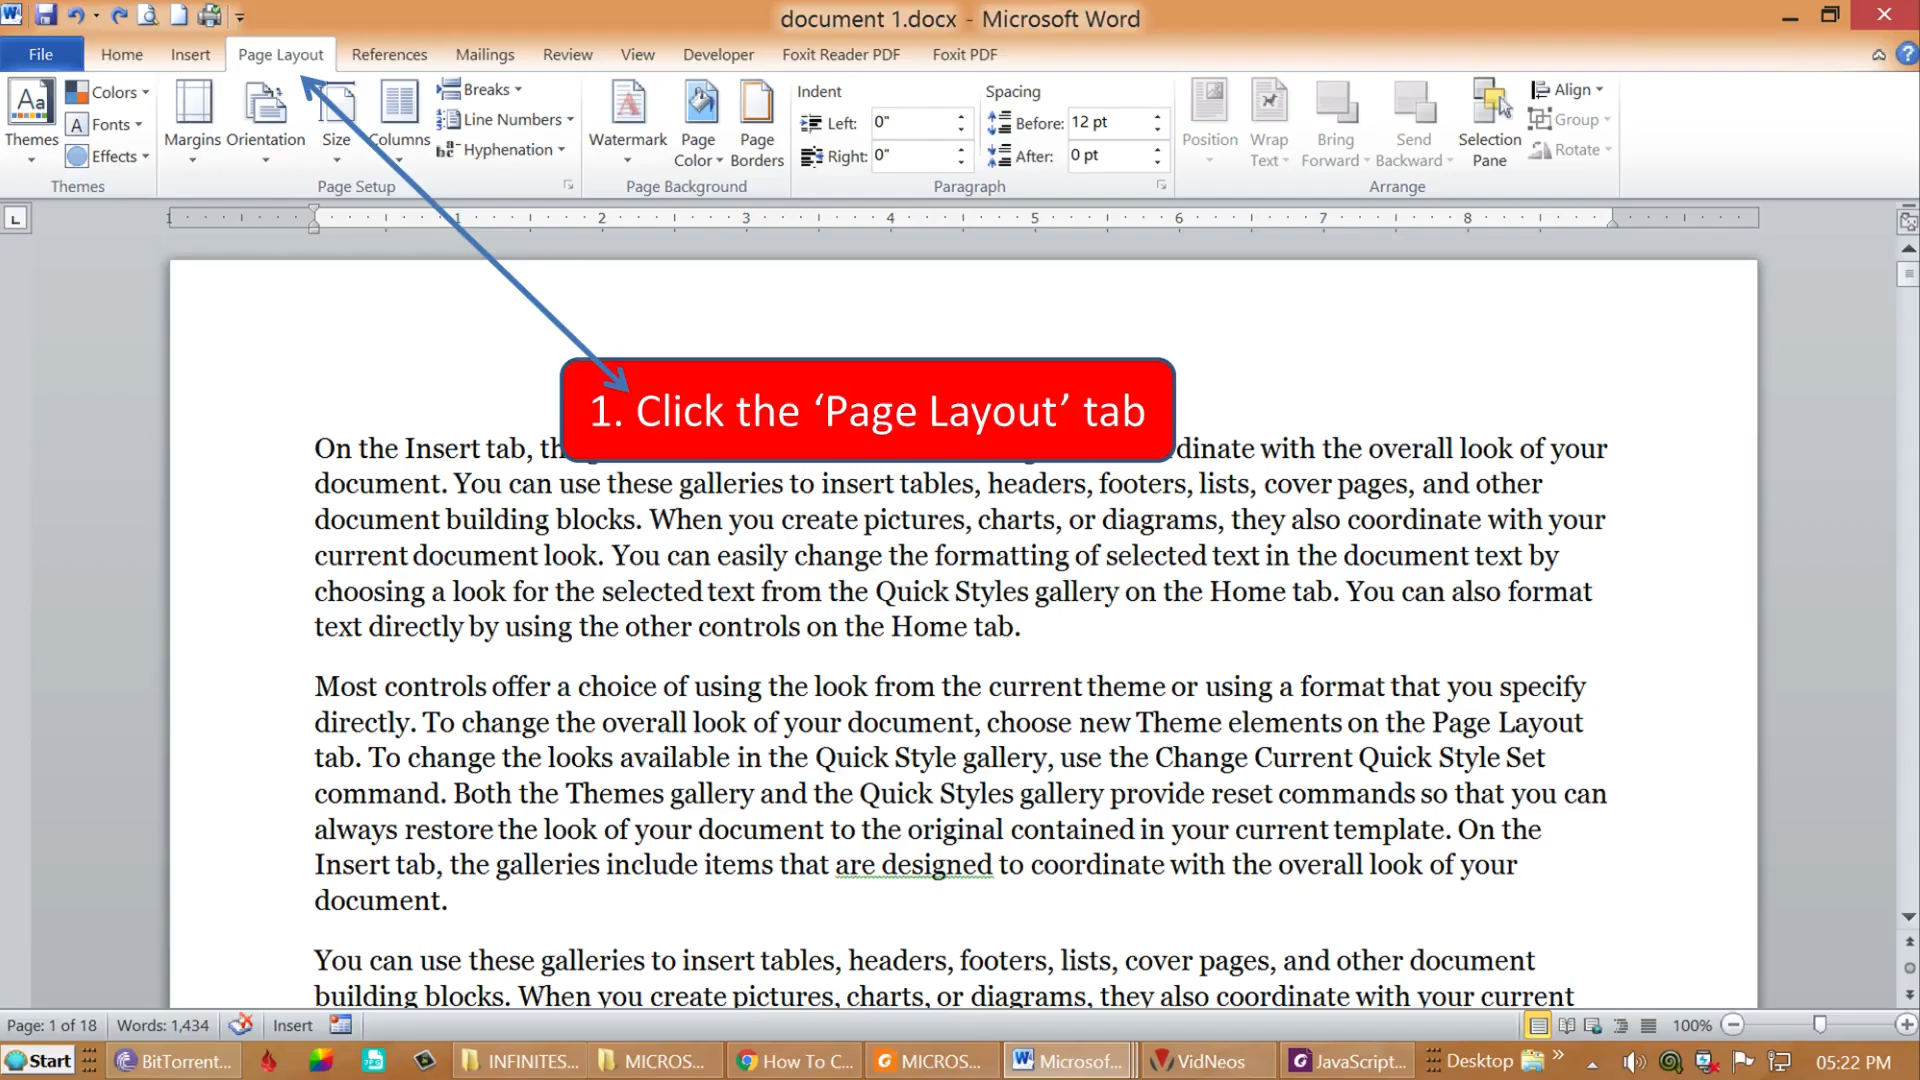 document 1.docx - Microsoft Word
File Home Insert Page Layout References Mailings Review View Developer Foxit Reader PDF Foxit PDF
Themes Colors Fonts Effects
Margins Orientation Size Columns Breaks Line Numbers Hyphenation
Watermark Page Color Page Borders
Indent Left: 0" Right: 0"
Spacing Before: 12 pt After: 0 pt
Position Wrap Text Bring Forward Send Backward Selection Pane Align Group Rotate
Themes Page Setup Page Background Paragraph Arrange
1 1 2 3 4 5 6 7 8
1. Click the ‘Page Layout’ tab
On the Insert tab, th dinate with the overall look of your
document. You can use these galleries to insert tables, headers, footers, lists, cover pages, and other
document building blocks. When you create pictures, charts, or diagrams, they also coordinate with your
current document look. You can easily change the formatting of selected text in the document text by
choosing a look for the selected text from the Quick Styles gallery on the Home tab. You can also format
text directly by using the other controls on the Home tab.
Most controls offer a choice of using the look from the current theme or using a format that you specify
directly. To change the overall look of your document, choose new Theme elements on the Page Layout
tab. To change the looks available in the Quick Style gallery, use the Change Current Quick Style Set
command. Both the Themes gallery and the Quick Styles gallery provide reset commands so that you can
always restore the look of your document to the original contained in your current template. On the
Insert tab, the galleries include items that are designed to coordinate with the overall look of your
document.
You can use these galleries to insert tables, headers, footers, lists, cover pages, and other document
building blocks. When you create pictures, charts, or diagrams, they also coordinate with your current
Page: 1 of 18 Words: 1,434 Insert 100%
Start BitTorrent... INFINITES... MICROS... How To C... MICROS... Microsof... VidNeos JavaScript... Desktop 05:22 PM